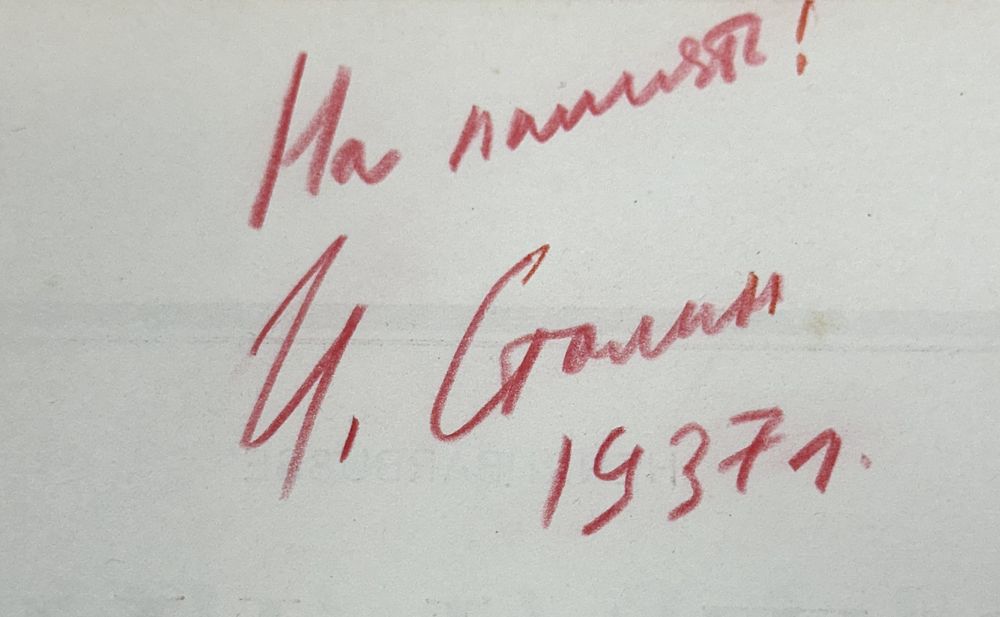 На память!
И. Сталин
1937 г.